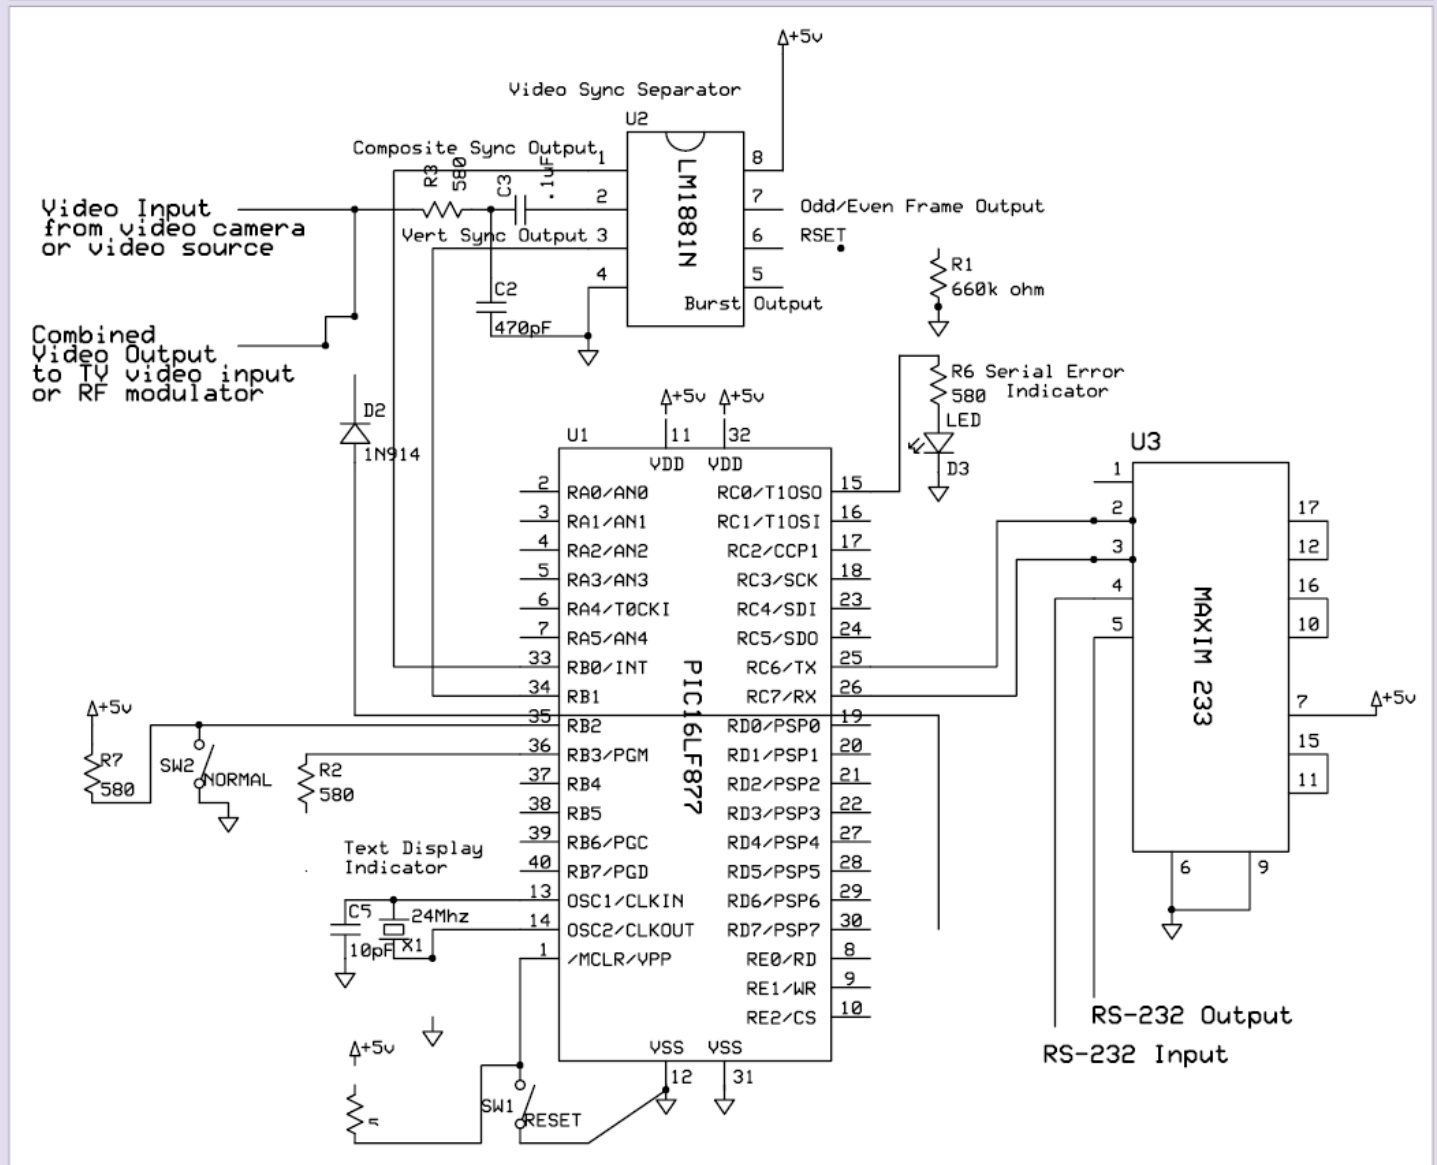 +5v
Video Sync Separator
U2
Composite Sync Output
1
8
R3
580
C3
.1uF
LM1881N
2
7
Odd/Even Frame Output
Video Input
from video camera
or video source
Vert Sync Output
3
6
RSET
4
5
Burst Output
R1
660k ohm
C2
470pF
Combined
Video Output
to TV video input
or RF modulator
R6 Serial Error
580 Indicator
LED
D3
D2
1N914
+5v
+5v
U1
11
32
VDD VDD
PIC16LF877
2 RA0/AN0
RC0/T1OSO 15
3 RA1/AN1
RC1/T1OSI 16
4 RA2/AN2
RC2/CCP1 17
5 RA3/AN3
RC3/SCK 18
6 RA4/T0CKI
RC4/SDI 23
7 RA5/AN4
RC5/SDO 24
33 RB0/INT
RC6/TX 25
34 RB1
RC7/RX 26
35 RB2
RD0/PSP0 19
36 RB3/PGM
RD1/PSP1 20
37 RB4
RD2/PSP2 21
38 RB5
RD3/PSP3 22
39 RB6/PGC
RD4/PSP4 27
40 RB7/PGD
RD5/PSP5 28
13 OSC1/CLKIN
RD6/PSP6 29
14 OSC2/CLKOUT
RD7/PSP7 30
1 /MCLR/VPP
RE0/RD 8
RE1/WR 9
RE2/CS 10
VSS VSS
12
31
U3
MAXIM 233
1
2
17
3
12
4
16
5
10
7
+5v
15
11
6
9
RS-232 Output
RS-232 Input
+5v
R7
580
SW2
NORMAL
R2
580
Text Display
Indicator
C5
10pF
24Mhz
X1
+5v
SW1
RESET